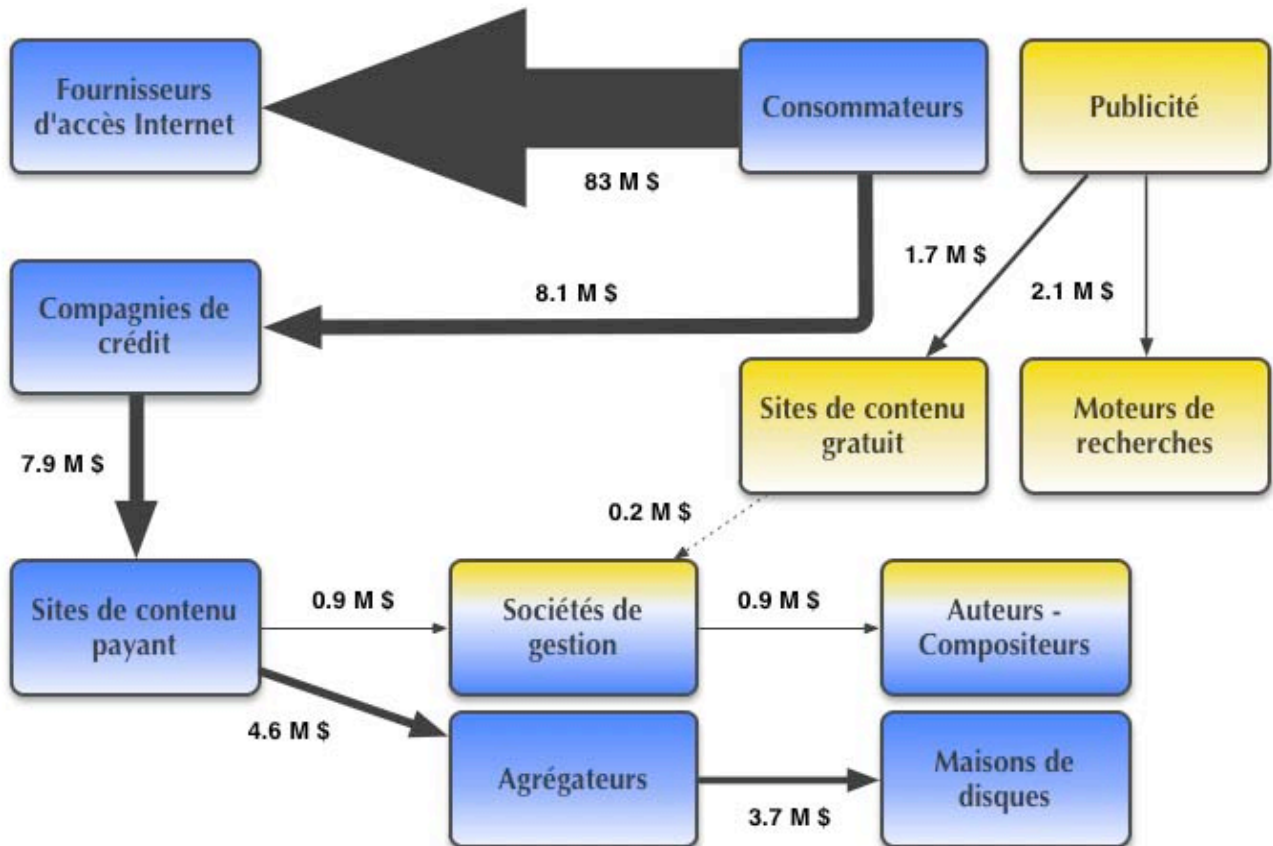 Fournisseurs
d'accès Internet
Consommateurs
Publicité
83 M $
1.7 M $
2.1 M $
8.1 M $
Compagnies de
crédit
Sites de contenu
gratuit
Moteurs de
recherches
7.9 M $
0.2 M $
Sites de contenu
payant
0.9 M $
Sociétés de
gestion
0.9 M $
Auteurs -
Compositeurs
4.6 M $
Agrégateurs
3.7 M $
Maisons de
disques